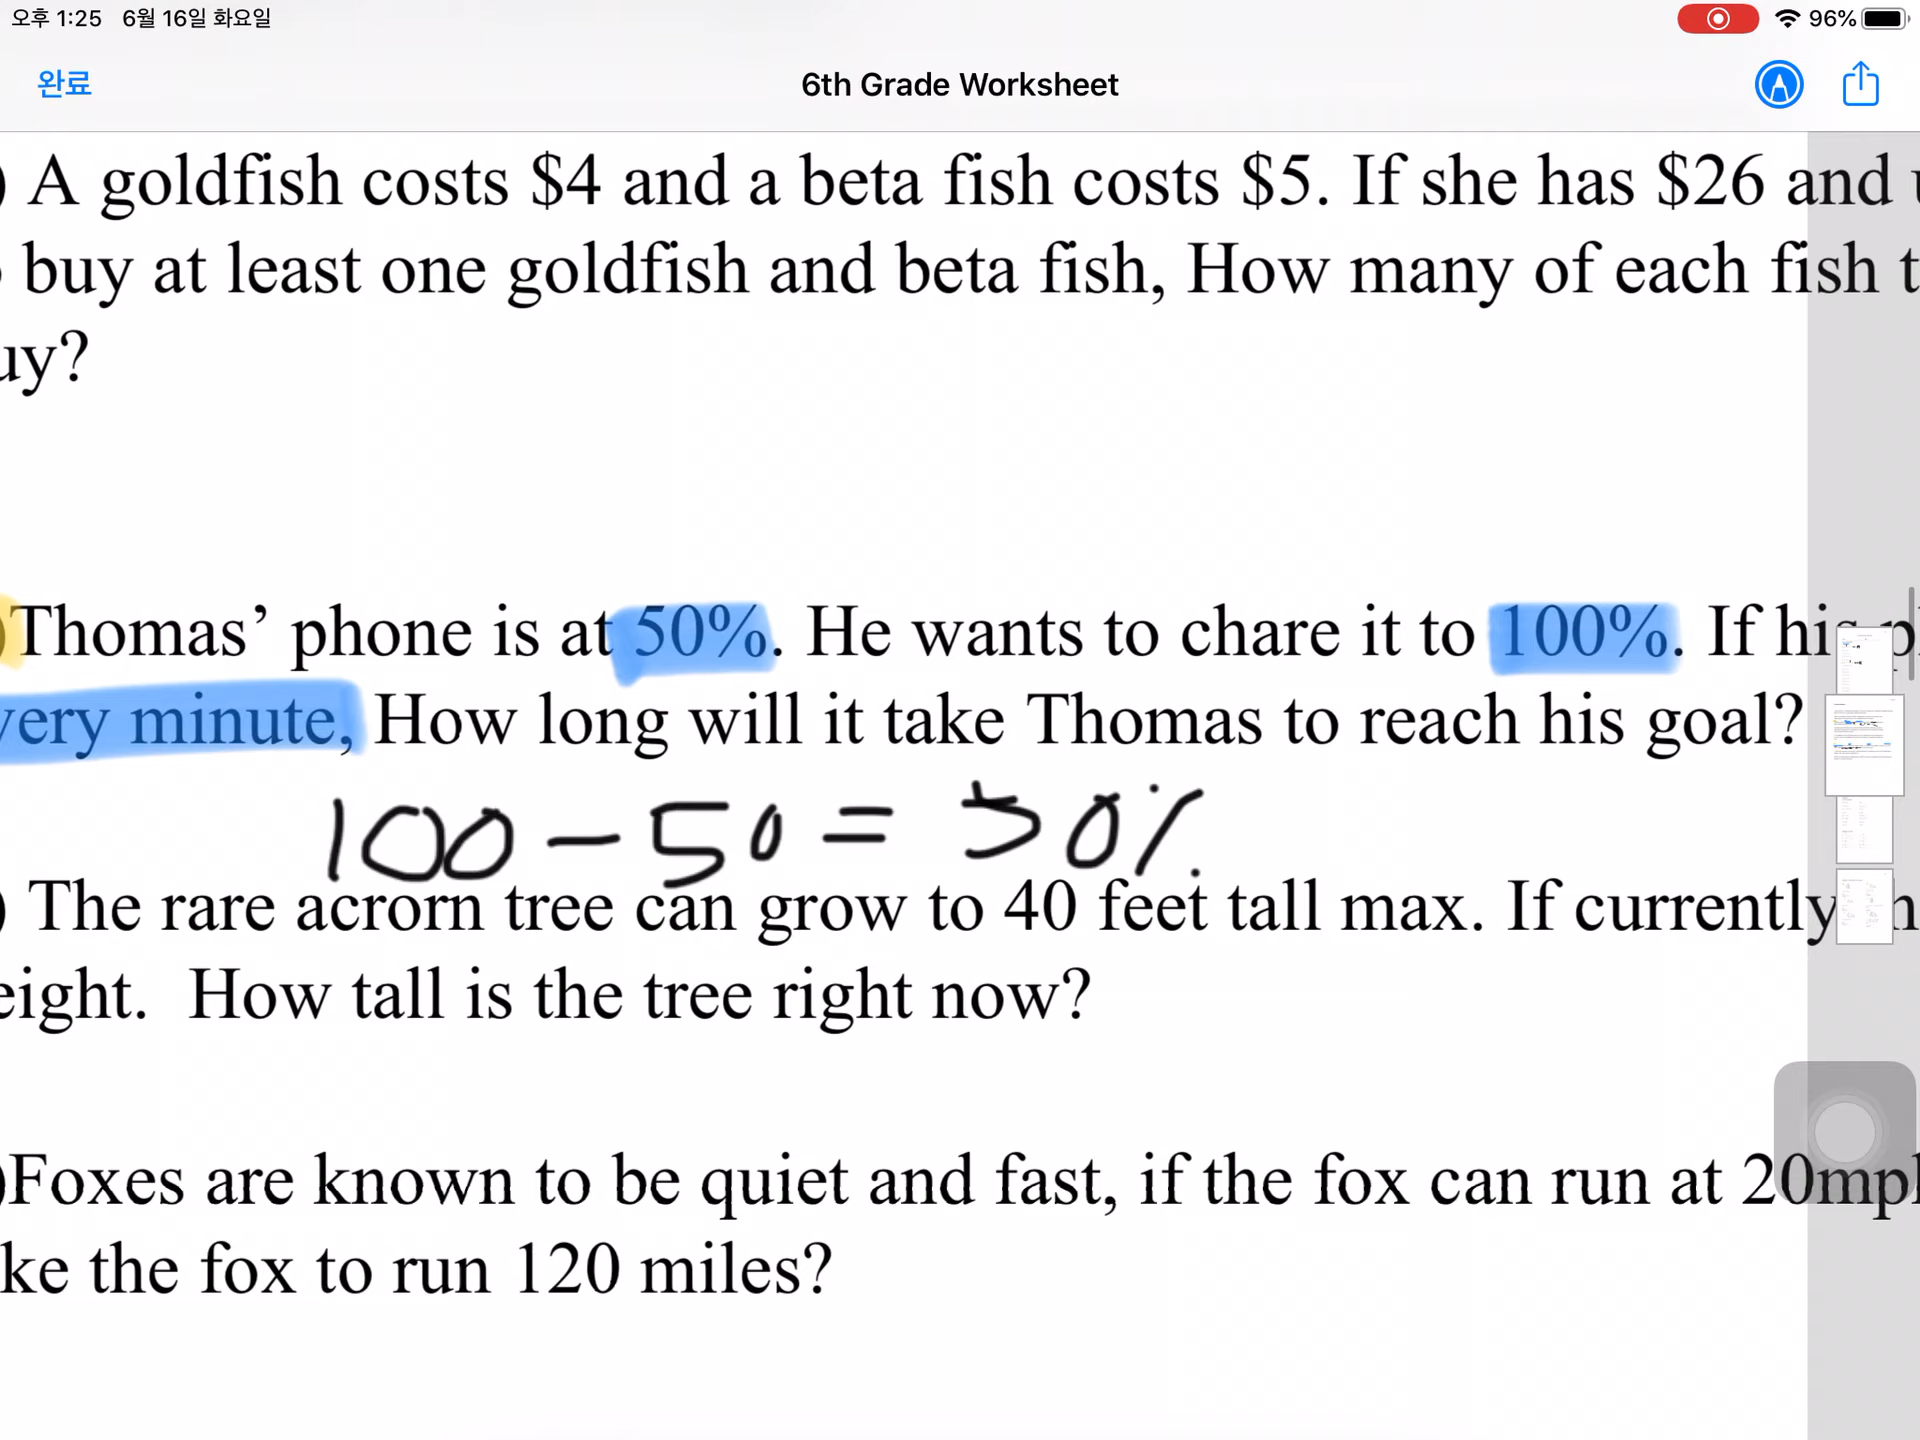 오후 1:25 6월 16일 화요일
96%
완료
6th Grade Worksheet
) A goldfish costs $4 and a beta fish costs $5. If she has $26 and
buy at least one goldfish and beta fish, How many of each fish t
uy?
)Thomas’ phone is at 50%. He wants to chare it to 100%. If his p
very minute, How long will it take Thomas to reach his goal?
100 - 50 = 50%
) The rare acrorn tree can grow to 40 feet tall max. If currently
eight. How tall is the tree right now?
)Foxes are known to be quiet and fast, if the fox can run at 20mph
ke the fox to run 120 miles?